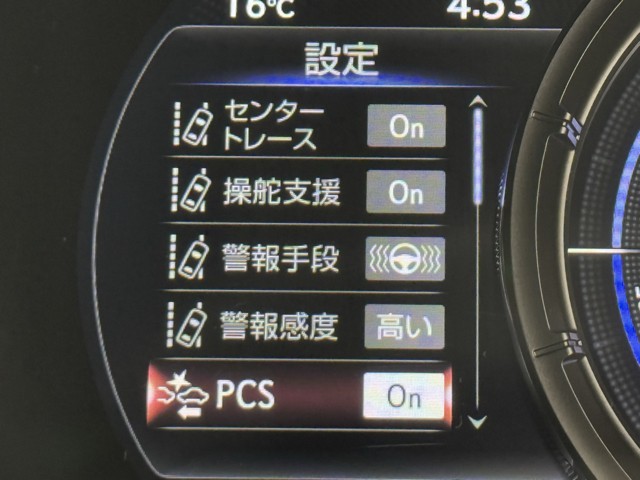 16℃
4:53
設定
センター
トレース
On
操舵支援
On
警報手段
警報感度
高い
PCS
On